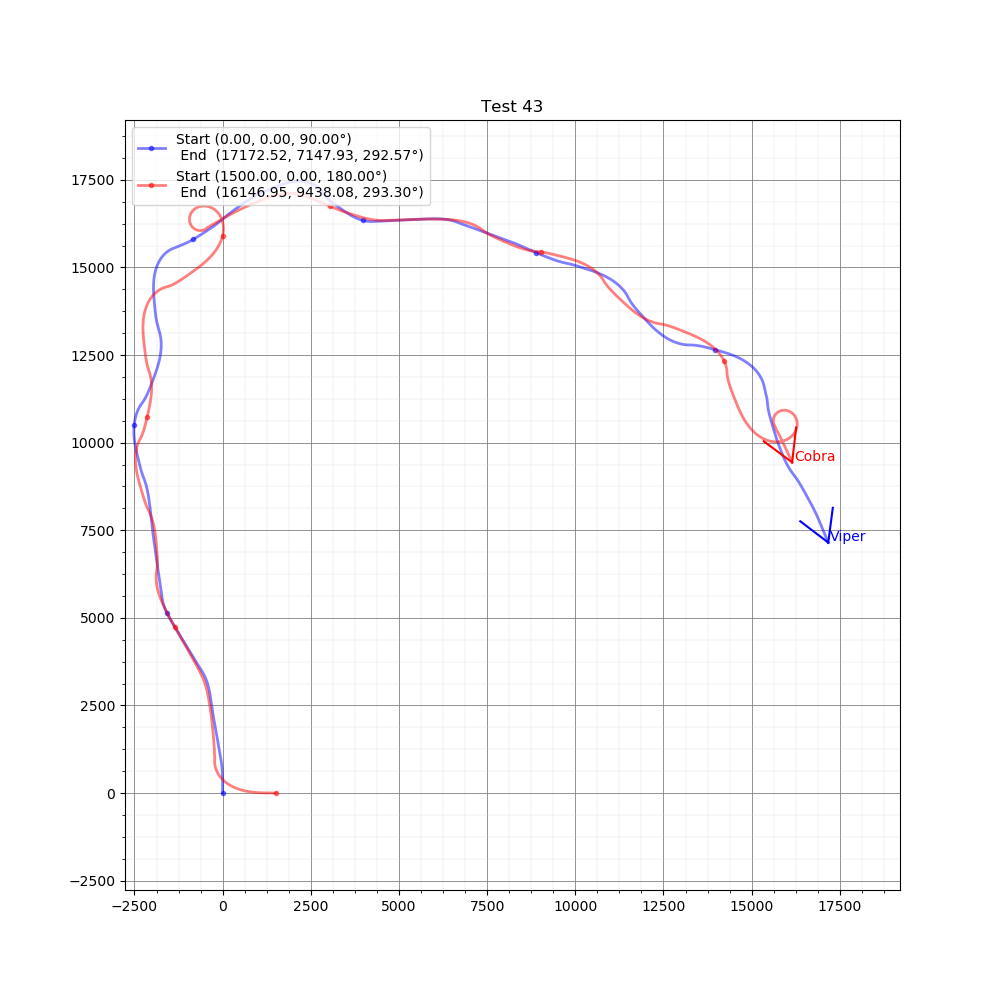 Test 43
Start (0.00, 0.00, 90.00°)
End (17172.52, 7147.93, 292.57°)
Start (1500.00, 0.00, 180.00°)
End (16146.95, 9438.08, 293.30°)
17500
15000
12500
10000
7500
5000
2500
0
−2500
Cobra
Viper
−2500 0 2500 5000 7500 10000 12500 15000 17500